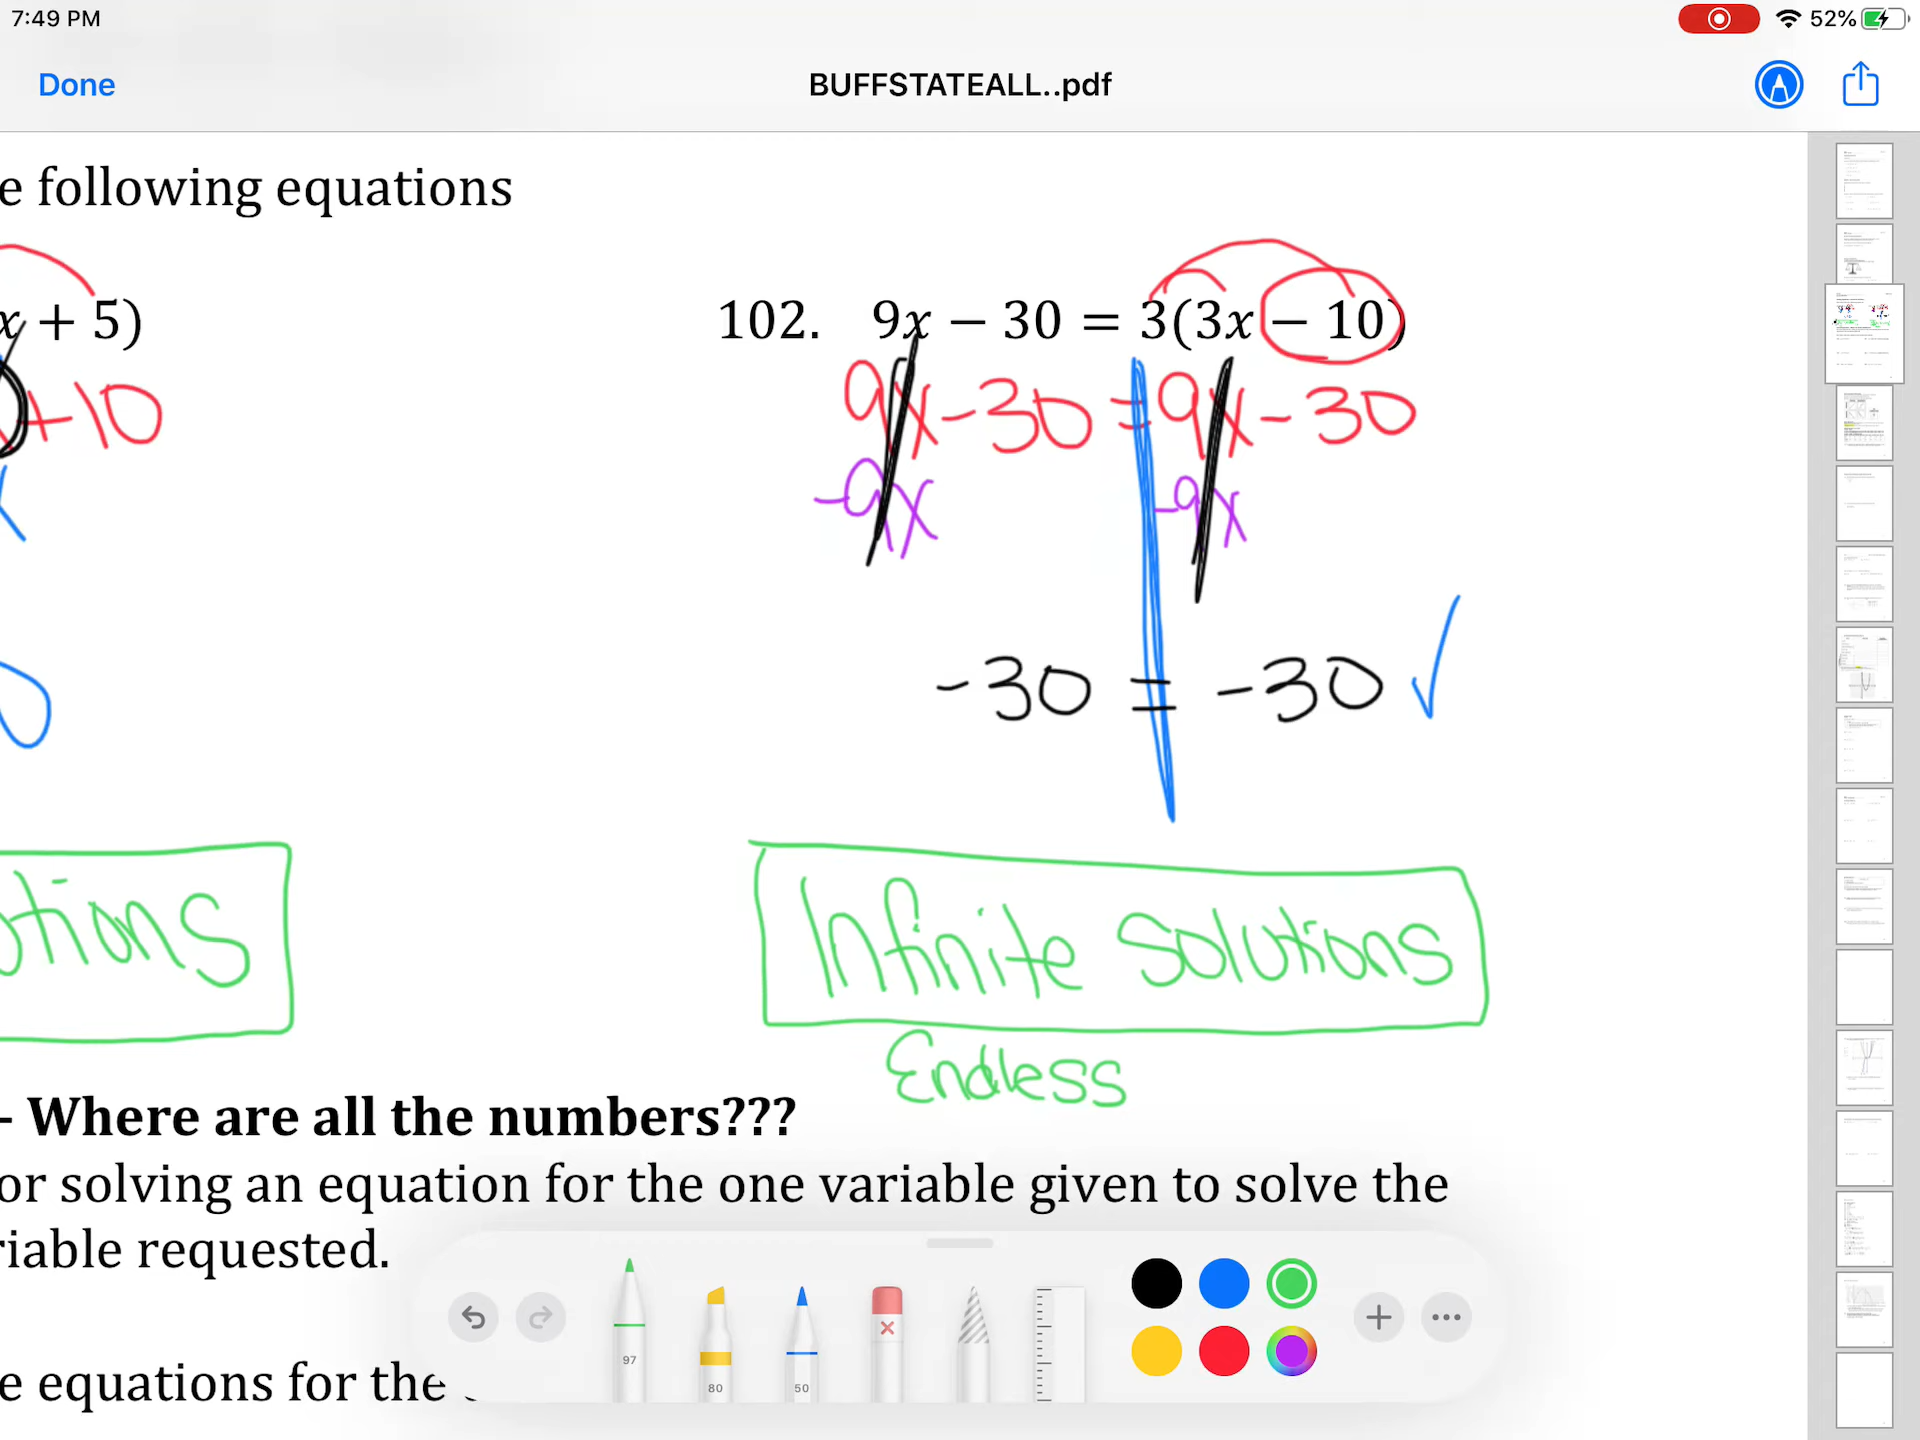 7:49 PM
52%
Done
BUFFSTATEALL..pdf
e following equations
x + 5)
+10
102. 9x − 30 = 3(3x − 10)
9x-30=9x-30
-9x -9x
-30 = -30 ✓
otions
Infinite Solutions
Endless
- Where are all the numbers???
or solving an equation for the one variable given to solve the
riable requested.
e equations for the
97
80
50